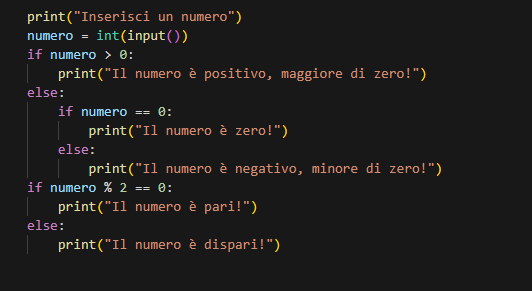 print("Inserisci un numero")
numero = int(input())
if numero > 0:
    print("Il numero è positivo, maggiore di zero!")
else:
    if numero == 0:
        print("Il numero è zero!")
    else:
        print("Il numero è negativo, minore di zero!")
if numero % 2 == 0:
    print("Il numero è pari!")
else:
    print("Il numero è dispari!")